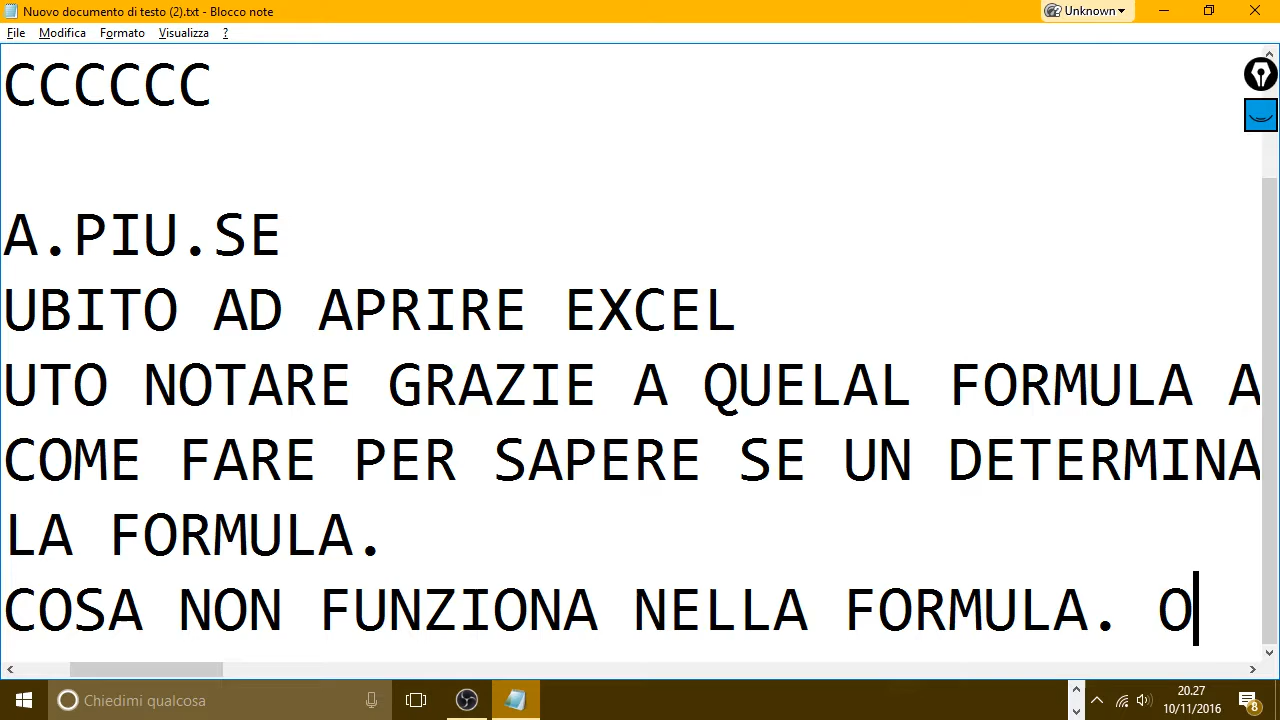 Nuovo documento di testo (2).txt - Blocco note
Unknown
File Modifica Formato Visualizza ?
CCCCCC
A.PIU.SE
UBITO AD APRIRE EXCEL
UTO NOTARE GRAZIE A QUELAL FORMULA A
COME FARE PER SAPERE SE UN DETERMINA
LA FORMULA.
COSA NON FUNZIONA NELLA FORMULA. O
Chiedimi qualcosa
20.27
10/11/2016
8